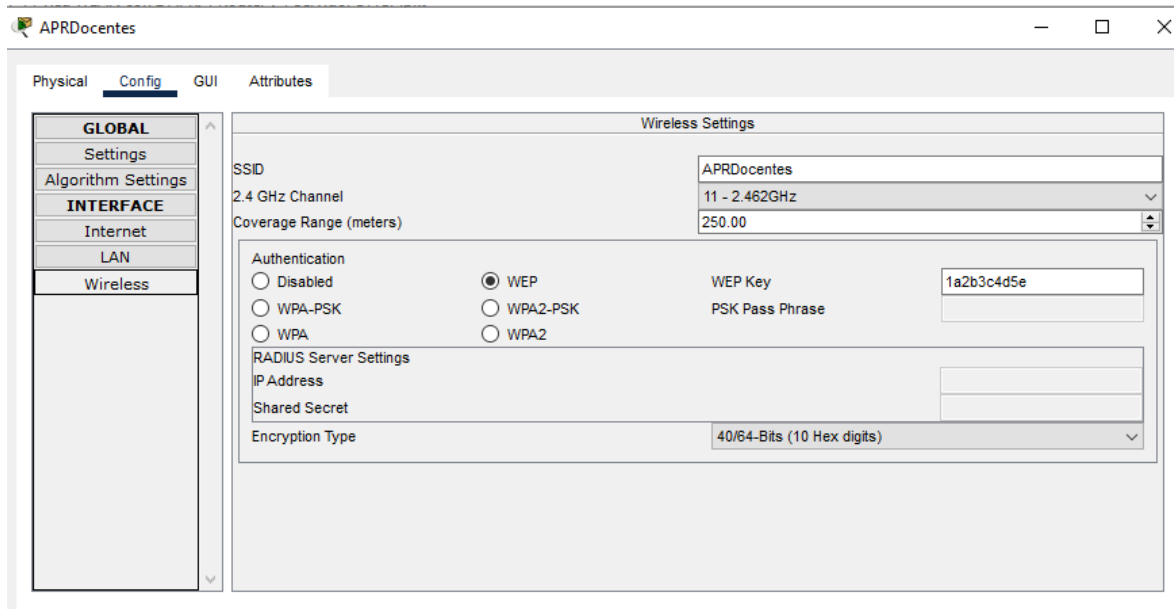 APRDocentes
Physical Config GUI Attributes
GLOBAL
Settings
Algorithm Settings
INTERFACE
Internet
LAN
Wireless
Wireless Settings
SSID APRDocentes
2.4 GHz Channel 11 - 2.462GHz
Coverage Range (meters) 250.00
Authentication
Disabled WEP WEP Key 1a2b3c4d5e
WPA-PSK WPA2-PSK PSK Pass Phrase
WPA WPA2
RADIUS Server Settings
IP Address
Shared Secret
Encryption Type 40/64-Bits (10 Hex digits)